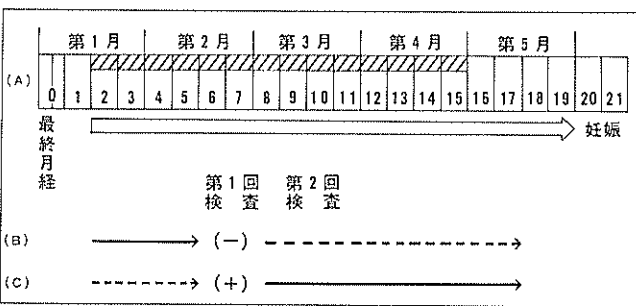 第1月 第2月 第3月 第4月 第5月
(A)
0 1 2 3 4 5 6 7 8 9 10 11 12 13 14 15 16 17 18 19 20 21
最終月経
妊娠
第1回検査 第2回検査
(B) (−)
(C) (+)